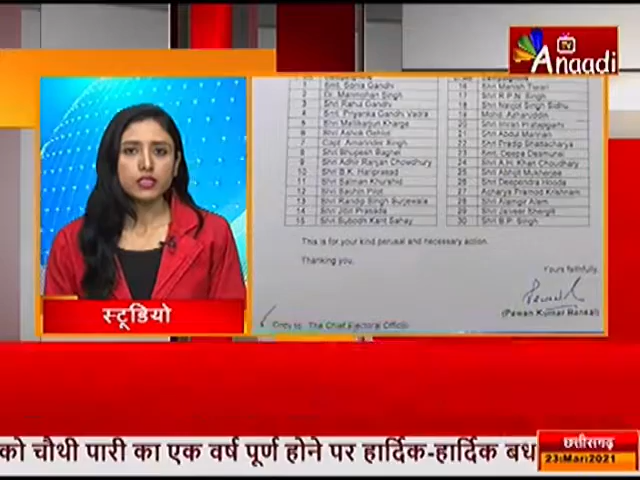 Anaadi
TV
1 Smt. Sonia Gandhi
2 Dr. Manmohan Singh
3 Shri Rahul Gandhi
4 Smt. Priyanka Gandhi Vadra
5 Shri Mallikarjun Kharge
6 Shri Ashok Gehlot
7 Capt. Amarinder Singh
8 Shri Bhupesh Baghel
9 Shri Adhir Ranjan Chowdhury
10 Shri B.K. Hariprasad
11 Shri Salman Khurshid
12 Shri Sachin Pilot
13 Shri Randip Singh Surjewala
14 Shri Jitin Prasada
15 Shri Subodh Kant Sahay
16 Shri Manish Tiwari
17 Shri R.P.N. Singh
18 Shri Navjot Singh Sidhu
19 Mohd. Azharuddin
20 Shri Imran Pratapgarhi
21 Shri Abdul Mannan
22 Shri Pradip Bhattacharya
23 Smt. Deepa Dasmunsi
24 Shri A.H. Khan Choudhary
25 Shri Abhijit Mukherjee
26 Shri Deepender Hooda
27 Acharya Pramod Krishnam
28 Shri Alamgir Alam
29 Shri Jaiveer Shergill
30 Shri B.P. Singh
This is for your kind perusal and necessary action.
Thanking you,
Yours faithfully,
(Pawan Kumar Bansal)
Copy to: The Chief Electoral Officer
स्टूडियो
को चौथी पारी का एक वर्ष पूर्ण होने पर हार्दिक-हार्दिक बध
छत्तीसगढ़
23:Mar:2021